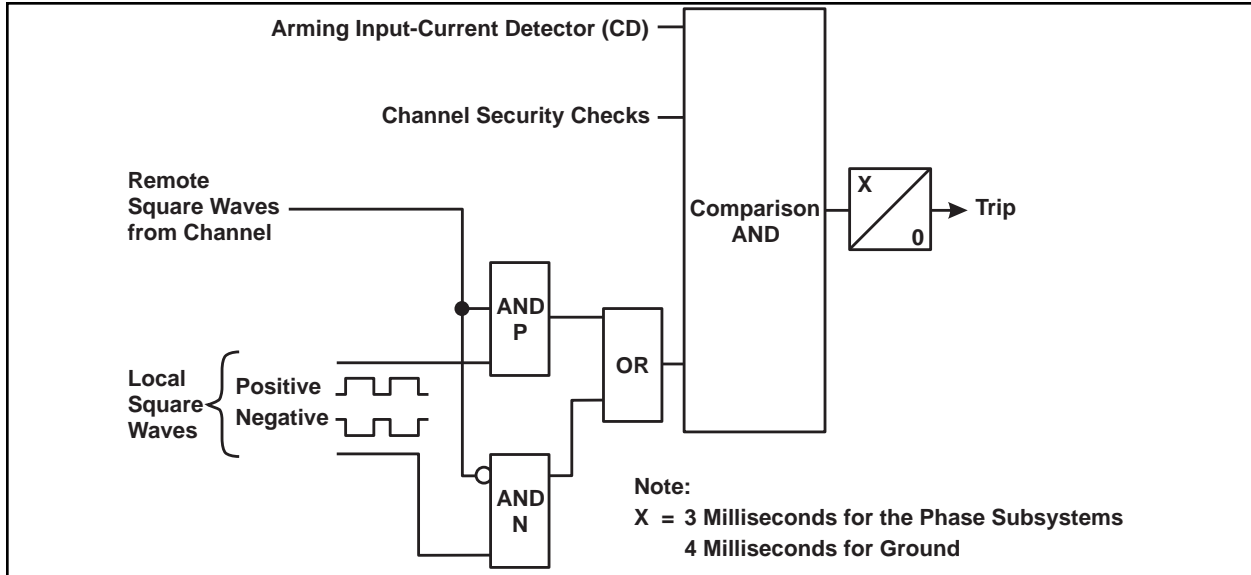 Arming Input-Current Detector (CD)
Channel Security Checks
Remote
Square Waves
from Channel
Comparison
AND
X
0
Trip
AND
P
OR
Local
Square
Waves
Positive
Negative
AND
N
Note:
X = 3 Milliseconds for the Phase Subsystems
4 Milliseconds for Ground